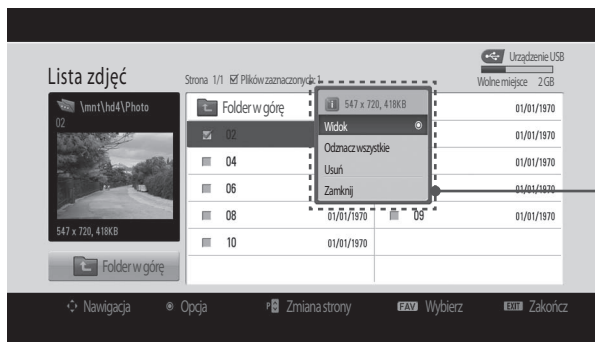 Urządzenie USB
Lista zdjęć
Strona 1/1 Plików zaznaczonych: 1
Wolne miejsce 2GB
\mnt\hd4\Photo
02
547 x 720, 418KB
Folder w górę
Folder w górę
02
04
06
08
10
01/01/1970
01/01/1970
547 x 720, 418KB
Widok
Odznacz wszystkie
Usuń
Zamknij
09
01/01/1970
01/01/1970
01/01/1970
01/01/1970
01/01/1970
Nawigacja
Opcja
P Zmiana strony
FAV Wybierz
EXIT Zakończ